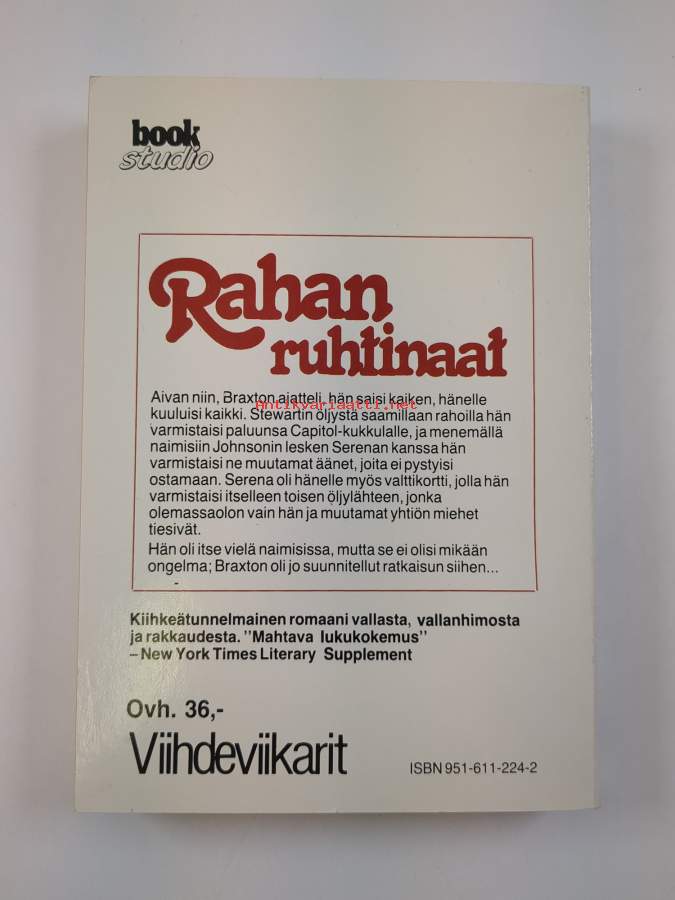 book
studio
Rahan
ruhtinaat
Aivan niin, Braxton ajatteli, hän saisi kaiken, hänelle
Antikvariaatti.net
kuuluisi kaikki. Stewartin öljystä saamillaan rahoilla hän
varmistaisi paluunsa Capitol-kukkulalle, ja menemällä
naimisiin Johnsonin lesken Serenan kanssa hän
varmistaisi ne muutamat äänet, joita ei pystyisi
ostamaan. Serena oli hänelle myös valttikortti, jolla hän
varmistaisi itselleen toisen öljylähteen, jonka
olemassaolon vain hän ja muutamat yhtiön miehet
tiesivät.
Hän oli itse vielä naimisissa, mutta se ei olisi mikään
ongelma; Braxton oli jo suunnitellut ratkaisun siihen...
Kiihkeätunnelmainen romaani vallasta, vallanhimosta
ja rakkaudesta. "Mahtava lukukokemus"
– New York Times Literary Supplement
Ovh. 36,-
Viihdeviikarit
ISBN 951-611-224-2